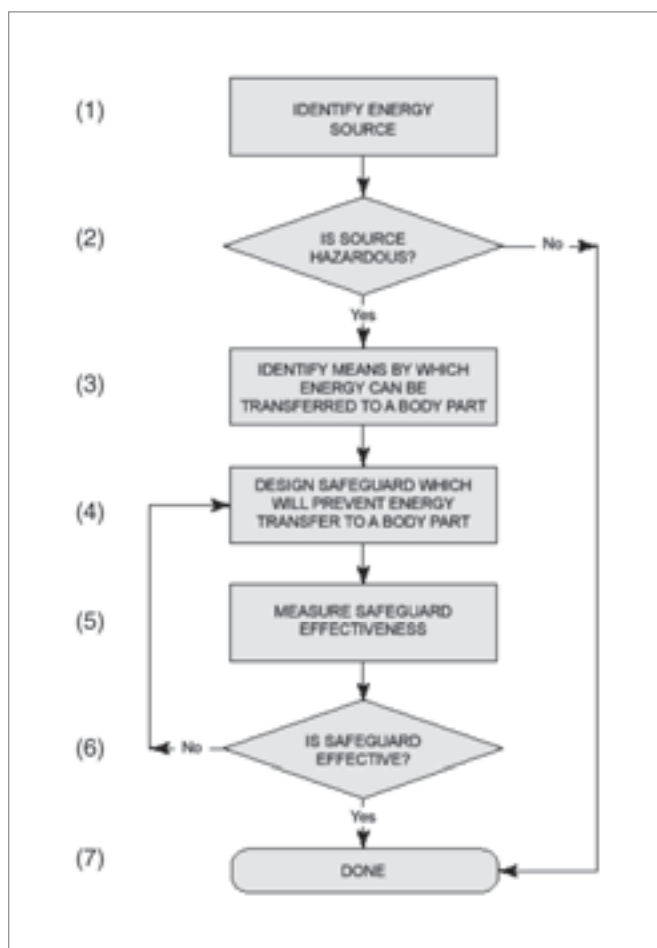 (1)
IDENTIFY ENERGY
SOURCE
(2)
IS SOURCE
HAZARDOUS?
No
Yes
(3)
IDENTIFY MEANS BY WHICH
ENERGY CAN BE
TRANSFERRED TO A BODY PART
(4)
DESIGN SAFEGUARD WHICH
WILL PREVENT ENERGY
TRANSFER TO A BODY PART
(5)
MEASURE SAFEGUARD
EFFECTIVENESS
(6)
No
IS SAFEGUARD
EFFECTIVE?
Yes
(7)
DONE